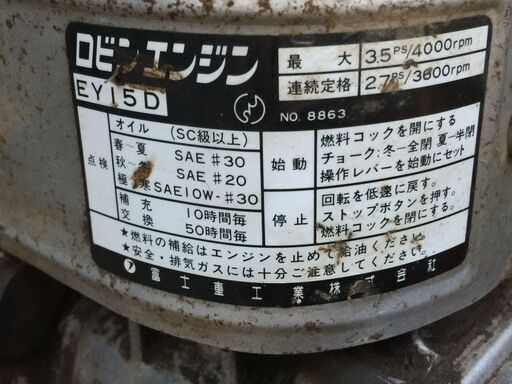 ロビンエンジン
EY15D
最大 3.5PS/4000rpm
連続定格 2.7PS/3600rpm
NO. 8863
点検
オイル (SC級以上)
春-夏 SAE #30
秋- SAE #20
極 寒 SAE10W-#30
補充 10時間毎
交換 50時間毎
始動
燃料コックを開にする
チョーク:冬-全閉 夏-半閉
操作レバーを始動にセット
停止
回転を低速に戻す。
ストップボタンを押す。
燃料コックを閉にする。
★燃料の補給はエンジンを止めて給油ください。
★安全・排気ガスには十分ご注意してください。
富士重工業株式会社